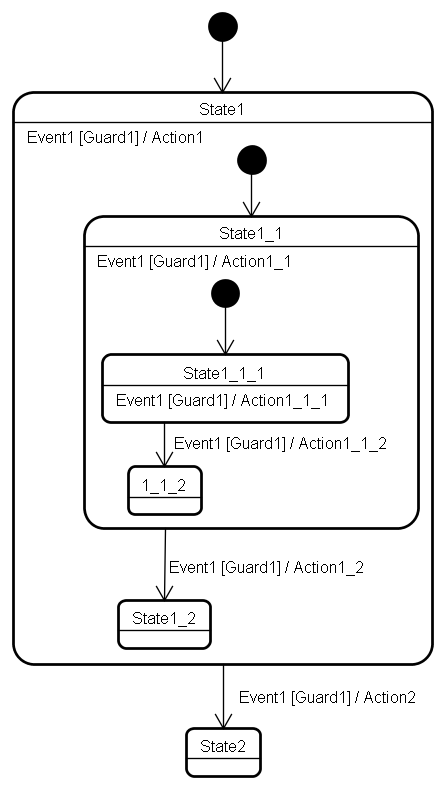 State1
Event1 [Guard1] / Action1
State1_1
Event1 [Guard1] / Action1_1
State1_1_1
Event1 [Guard1] / Action1_1_1
Event1 [Guard1] / Action1_1_2
1_1_2
Event1 [Guard1] / Action1_2
State1_2
Event1 [Guard1] / Action2
State2